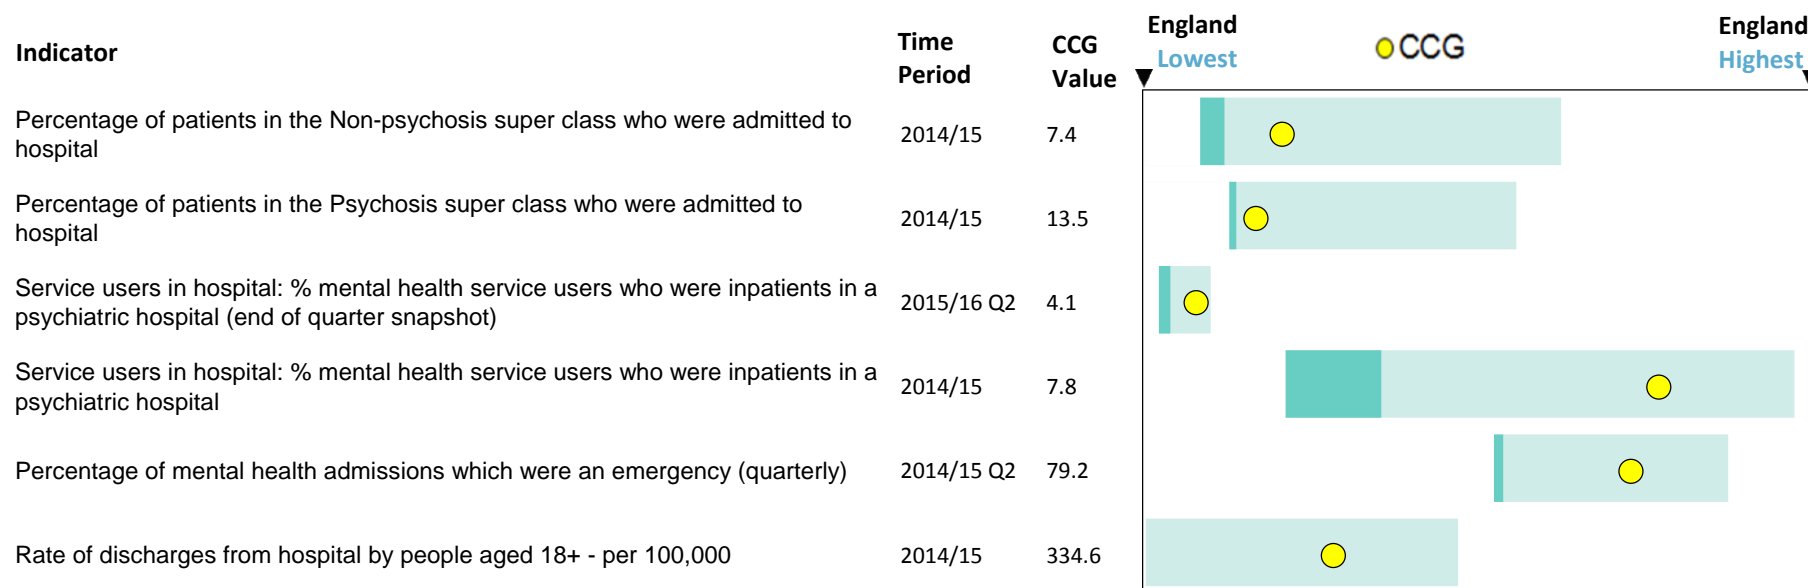 Indicator
Time
Period
CCG
Value
England
Lowest
CCG
England
Highest
Percentage of patients in the Non-psychosis super class who were admitted to
hospital
2014/15
7.4
Percentage of patients in the Psychosis super class who were admitted to
hospital
2014/15
13.5
Service users in hospital: % mental health service users who were inpatients in a
psychiatric hospital (end of quarter snapshot)
2015/16 Q2
4.1
Service users in hospital: % mental health service users who were inpatients in a
psychiatric hospital
2014/15
7.8
Percentage of mental health admissions which were an emergency (quarterly)
2014/15 Q2
79.2
Rate of discharges from hospital by people aged 18+ - per 100,000
2014/15
334.6